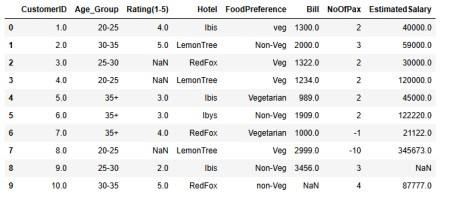 CustomerID Age_Group Rating(1-5) Hotel FoodPreference Bill NoOfPax EstimatedSalary
0 1.0 20-25 4.0 Ibis veg 1300.0 2 40000.0
1 2.0 30-35 5.0 LemonTree Non-Veg 2000.0 3 59000.0
2 3.0 25-30 NaN RedFox Veg 1322.0 2 30000.0
3 4.0 20-25 NaN LemonTree Veg 1234.0 2 120000.0
4 5.0 35+ 3.0 Ibis Vegetarian 989.0 2 45000.0
5 6.0 35+ 3.0 Ibys Non-Veg 1909.0 2 122220.0
6 7.0 35+ 4.0 RedFox Vegetarian 1000.0 -1 21122.0
7 8.0 20-25 NaN LemonTree Veg 2999.0 -10 345673.0
8 9.0 25-30 2.0 Ibis Non-Veg 3456.0 3 NaN
9 10.0 30-35 5.0 RedFox non-Veg NaN 4 87777.0